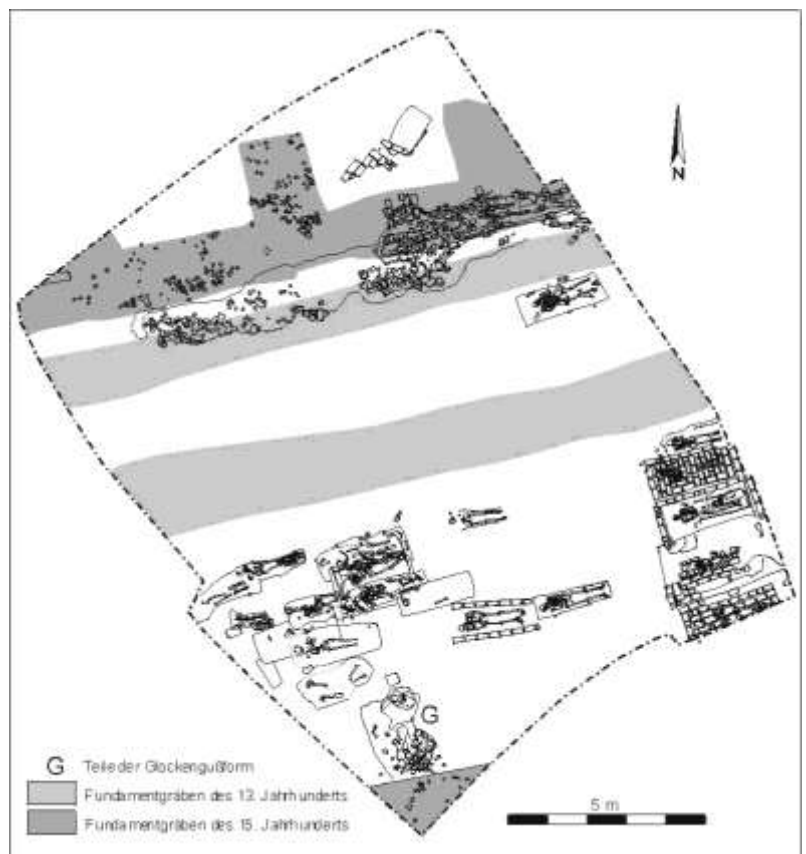 N
G
G Teile der Glockengußform
Fundamentgräben des 13. Jahrhunderts
Fundamentgräben des 15. Jahrhunderts
5 m